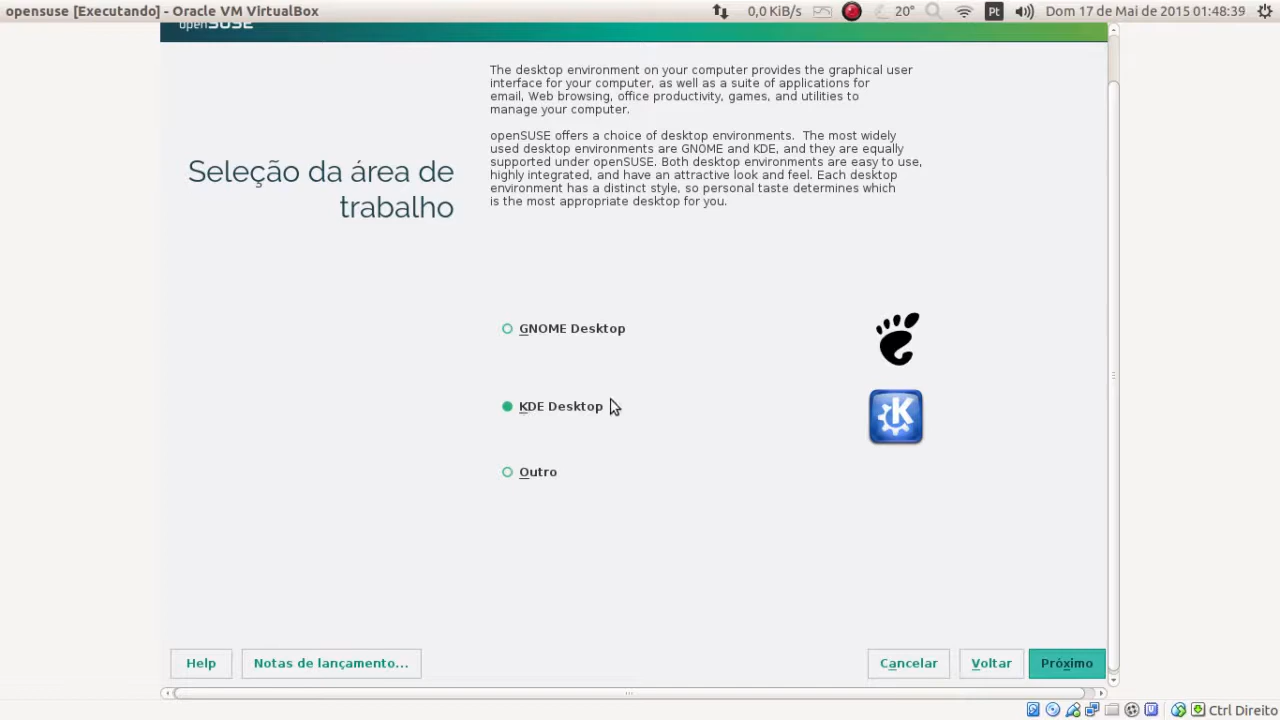 opensuse [Executando] - Oracle VM VirtualBox
0,0 KiB/s 20° Pt Dom 17 de Mai de 2015 01:48:39
openSUSE
Seleção da área de
trabalho
The desktop environment on your computer provides the graphical user
interface for your computer, as well as a suite of applications for
email, Web browsing, office productivity, games, and utilities to
manage your computer.
openSUSE offers a choice of desktop environments. The most widely
used desktop environments are GNOME and KDE, and they are equally
supported under openSUSE. Both desktop environments are easy to use,
highly integrated, and have an attractive look and feel. Each desktop
environment has a distinct style, so personal taste determines which
is the most appropriate desktop for you.
GNOME Desktop
KDE Desktop
Outro
Help
Notas de lançamento...
Cancelar
Voltar
Próximo
Ctrl Direito